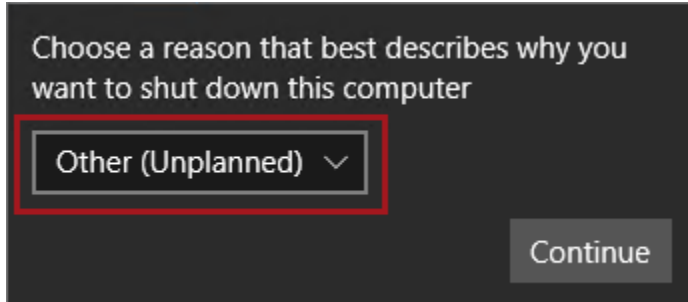 Choose a reason that best describes why you
want to shut down this computer
Other (Unplanned)
Continue